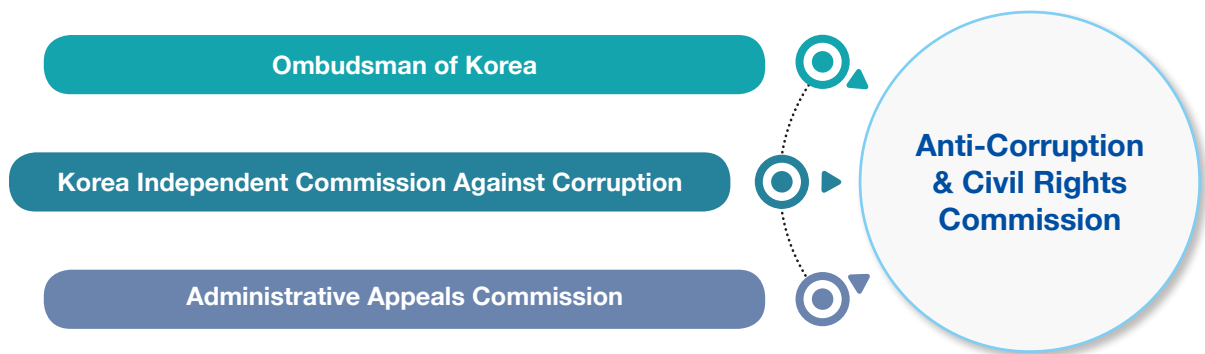 Ombudsman of Korea
Korea Independent Commission Against Corruption
Administrative Appeals Commission
Anti-Corruption
& Civil Rights
Commission